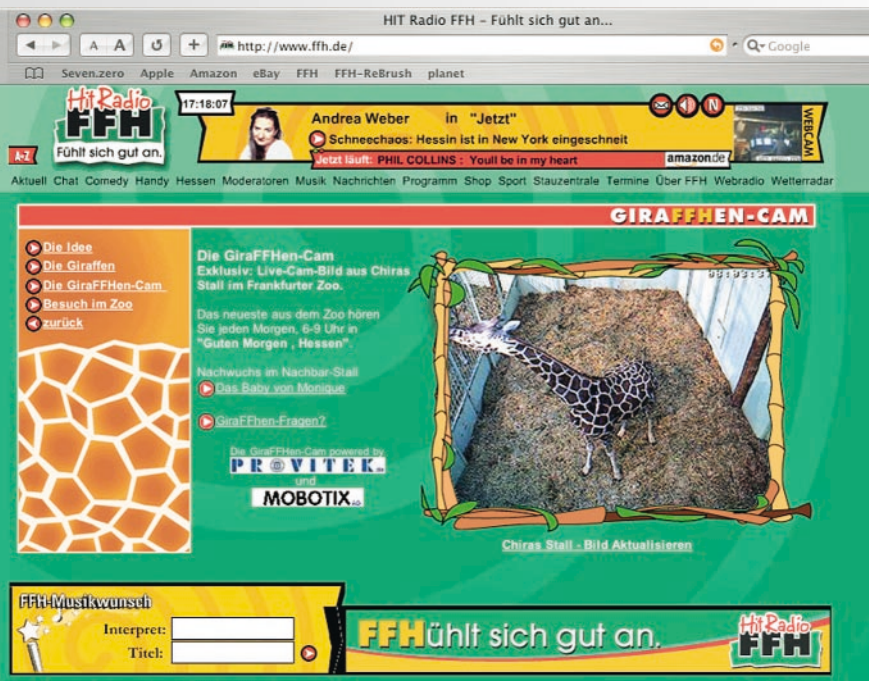 HIT Radio FFH – Fühlt sich gut an...
A A
http://www.ffh.de/
Q Google
Seven.zero Apple Amazon eBay FFH FFH-ReBrush planet
Hit Radio
FFH
Fühlt sich gut an.
A-Z
17:18:07
Andrea Weber in "Jetzt"
Schneechaos: Hessin ist in New York eingeschneit
Jetzt läuft: PHIL COLLINS : Youll be in my heart
amazon.de
N
WEBCAM
Aktuell Chat Comedy Handy Hessen Moderatoren Musik Nachrichten Programm Shop Sport Stauzentrale Termine Über FFH Webradio Wetterradar
GIRAFFHEN-CAM
Die Idee
Die Giraffen
Die GiraFFHen-Cam
Besuch im Zoo
zurück
Die GiraFFHen-Cam
Exklusiv: Live-Cam-Bild aus Chiras
Stall im Frankfurter Zoo.
Das neueste aus dem Zoo hören
Sie jeden Morgen, 6-9 Uhr in
"Guten Morgen , Hessen".
Nachwuchs im Nachbar-Stall
Das Baby von Monique
GiraFFhen-Fragen?
Die GiraFFHen-Cam powered by
PROVITEK.de
und
MOBOTIX AG
Chiras Stall - Bild Aktualisieren
FFH-Musikwunsch
Interpret:
Titel:
FFHühlt sich gut an.
Hit Radio
FFH